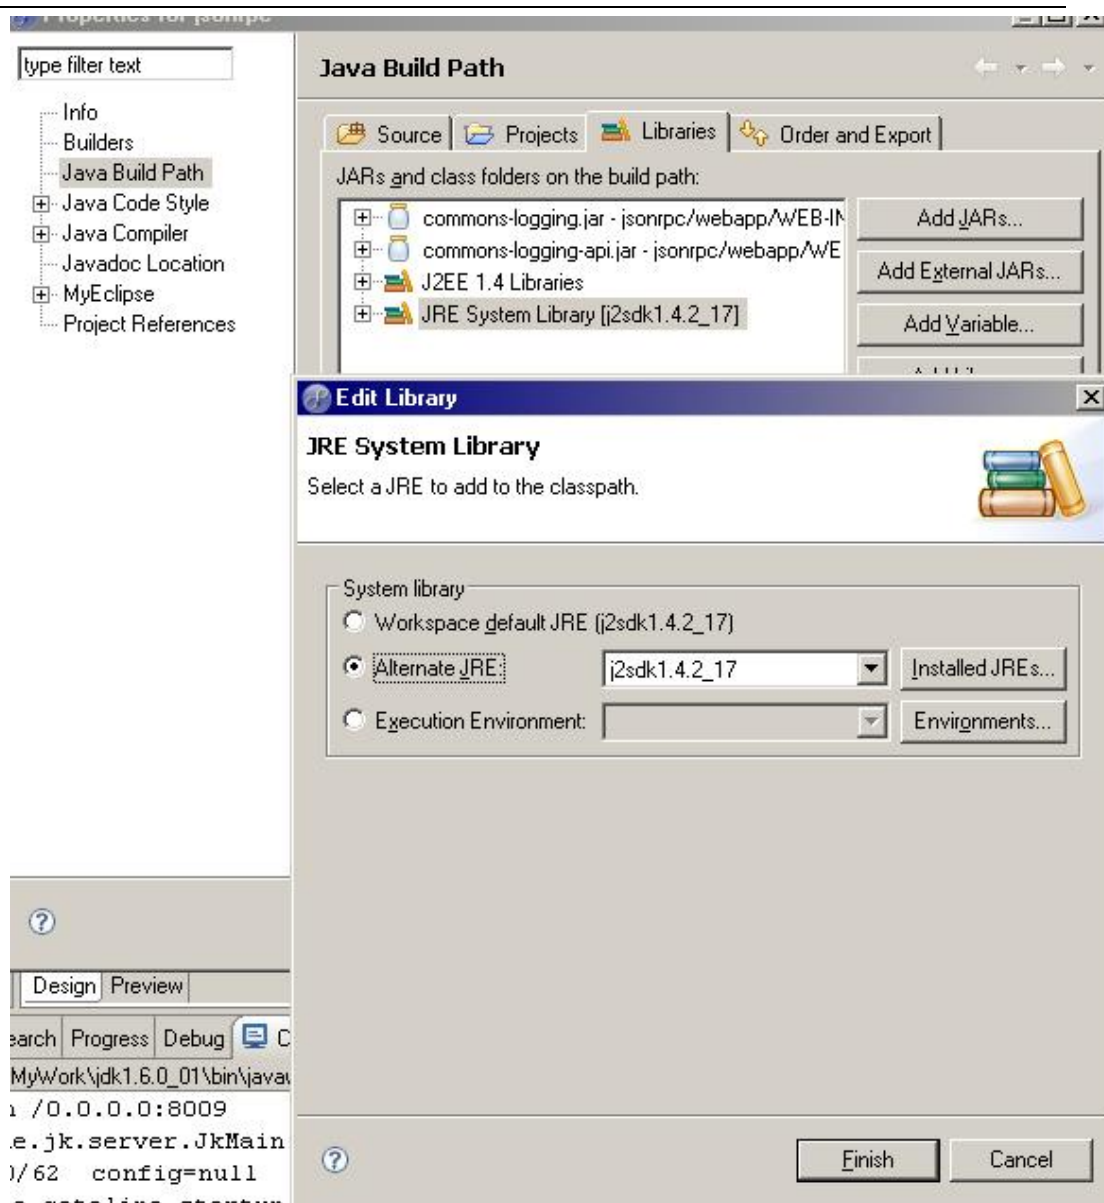 Properties for jsonrpc
type filter text
Info
Builders
Java Build Path
Java Code Style
Java Compiler
Javadoc Location
MyEclipse
Project References
Java Build Path
Source Projects Libraries Order and Export
JARs and class folders on the build path:
commons-logging.jar - jsonrpc/webapp/WEB-IN
commons-logging-api.jar - jsonrpc/webapp/WE
J2EE 1.4 Libraries
JRE System Library [j2sdk1.4.2_17]
Add JARs...
Add External JARs...
Add Variable...
Edit Library
JRE System Library
Select a JRE to add to the classpath.
System library
Workspace default JRE (j2sdk1.4.2_17)
Alternate JRE: j2sdk1.4.2_17 Installed JREs...
Execution Environment: Environments...
Design Preview
earch Progress Debug C
MyWork\jdk1.6.0_01\bin\javav
/0.0.0.0:8009
e.jk.server.JkMain
/62 config=null
Finish Cancel